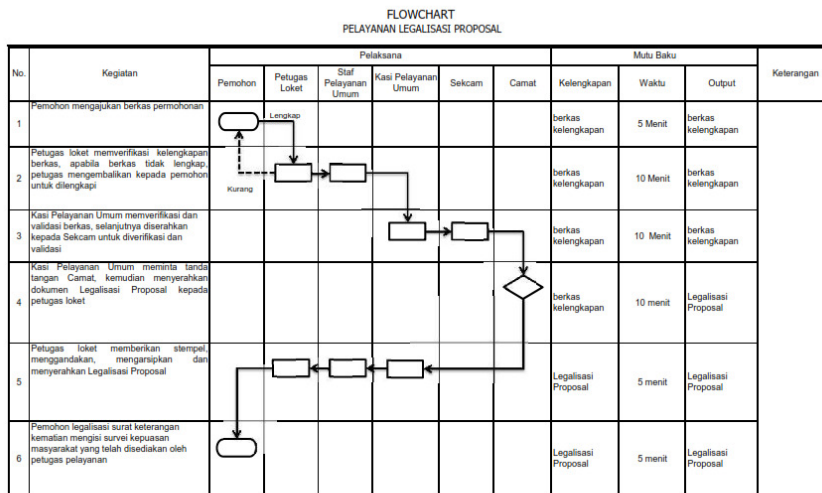 FLOWCHART
PELAYANAN LEGALISASI PROPOSAL
No.
Kegiatan
Pelaksana
Mutu Baku
Keterangan
Pemohon
Petugas
Loket
Staf
Pelayanan
Umum
Kasi Pelayanan
Umum
Sekcam
Camat
Kelengkapan
Waktu
Output
1
Pemohon mengajukan berkas permohonan
Lengkap
berkas
kelengkapan
5 Menit
berkas
kelengkapan
2
Petugas loket memverifikasi kelengkapan
berkas, apabila berkas tidak lengkap,
petugas mengembalikan kepada pemohon
untuk dilengkapi
Kurang
berkas
kelengkapan
10 Menit
berkas
kelengkapan
3
Kasi Pelayanan Umum memverifikasi dan
validasi berkas, selanjutnya diserahkan
kepada Sekcam untuk diverifikasi dan
validasi
berkas
kelengkapan
10 Menit
berkas
kelengkapan
4
Kasi Pelayanan Umum meminta tanda
tangan Camat, kemudian menyerahkan
dokumen Legalisasi Proposal kepada
petugas loket
berkas
kelengkapan
10 menit
Legalisasi
Proposal
5
Petugas loket memberikan stempel,
menggandakan, mengarsipkan dan
menyerahkan Legalisasi Proposal
Legalisasi
Proposal
5 menit
Legalisasi
Proposal
6
Pemohon legalisasi surat keterangan
kematian mengisi survei kepuasan
masyarakat yang telah disediakan oleh
petugas pelayanan
Legalisasi
Proposal
5 menit
Legalisasi
Proposal